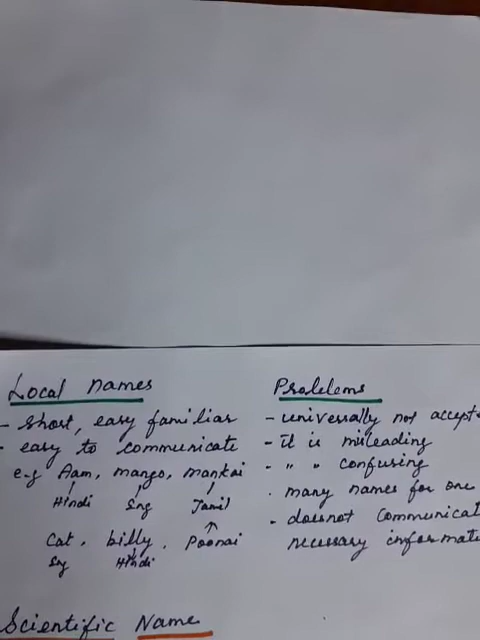 Local names
- short, easy familiar
- easy to communicate
e-g Aam, mango, mankai
Hindi Eng Tamil
Cat, billy, Poonai
Eng Hindi
Problems
- universally not accept
- it is misleading
- " " confusing
. many names for one
- doesnot communicat
necessary informat
Scientific Name